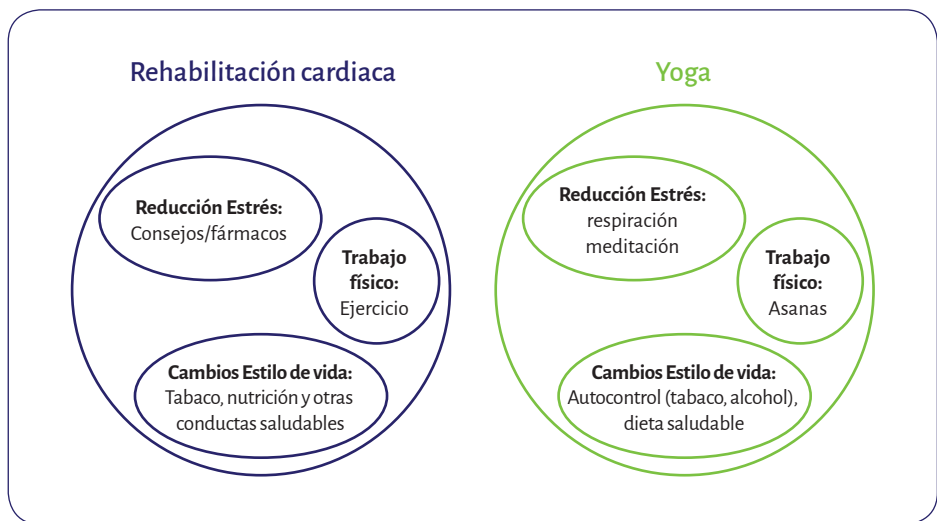 Rehabilitación cardiaca
Reducción Estrés:
Consejos/fármacos
Trabajo
físico:
Ejercicio
Cambios Estilo de vida:
Tabaco, nutrición y otras
conductas saludables
Yoga
Reducción Estrés:
respiración
meditación
Trabajo
físico:
Asanas
Cambios Estilo de vida:
Autocontrol (tabaco, alcohol),
dieta saludable